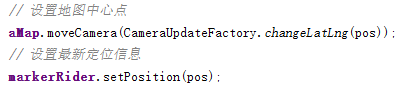 // 设置地图中心点
aMap.moveCamera(CameraUpdateFactory.changeLatLng(pos));
// 设置最新定位信息
markerRider.setPosition(pos);